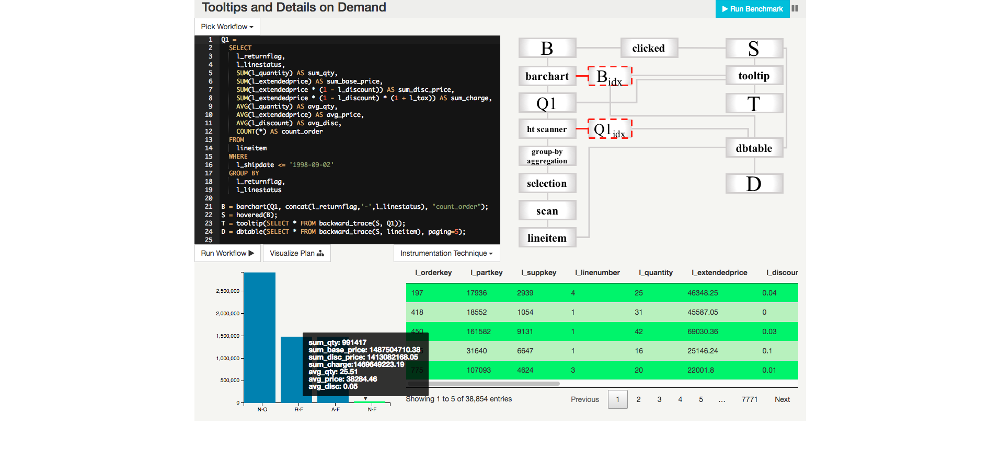 Tooltips and Details on Demand
Run Benchmark
Pick Workflow
1 Q1 =
2 SELECT
3 l_returnflag,
4 l_linestatus,
5 SUM(l_quantity) AS sum_qty,
6 SUM(l_extendedprice) AS sum_base_price,
7 SUM(l_extendedprice * (1 - l_discount)) AS sum_disc_price,
8 SUM(l_extendedprice * (1 - l_discount) * (1 + l_tax)) AS sum_charge,
9 AVG(l_quantity) AS avg_qty,
10 AVG(l_extendedprice) AS avg_price,
11 AVG(l_discount) AS avg_disc,
12 COUNT(*) AS count_order
13 FROM
14 lineitem
15 WHERE
16 l_shipdate <= '1998-09-02'
17 GROUP BY
18 l_returnflag,
19 l_linestatus
20
21 B = barchart(Q1, concat(l_returnflag,'-',l_linestatus), "count_order");
22 S = hovered(B);
23 T = tooltip(SELECT * FROM backward_trace(S, Q1));
24 D = dbtable(SELECT * FROM backward_trace(S, lineitem), paging=5);
25
B clicked S
barchart Bidx tooltip
Q1 T
ht scanner Q1idx
dbtable
group-by
aggregation
selection D
scan
lineitem
Run Workflow Visualize Plan Instrumentation Technique
2,500,000
2,000,000
1,500,000
1,000,000
500,000
0
N-O R-F A-F N-F
sum_qty: 991417
sum_base_price: 1487504710.38
sum_disc_price: 1413082168.05
sum_charge:1469649223.19
avg_qty: 25.51
avg_price: 38284.46
avg_disc: 0.05
l_orderkey l_partkey l_suppkey l_linenumber l_quantity l_extendedprice l_discour
197 17936 2939 4 25 46348.25 0.04
418 18552 1054 1 31 45587.05 0
450 161582 9131 1 42 69030.36 0.03
31640 6647 1 16 25146.24 0.1
775 107093 4624 3 20 22001.8 0.01
Showing 1 to 5 of 38,854 entries
Previous 1 2 3 4 5 ... 7771 Next